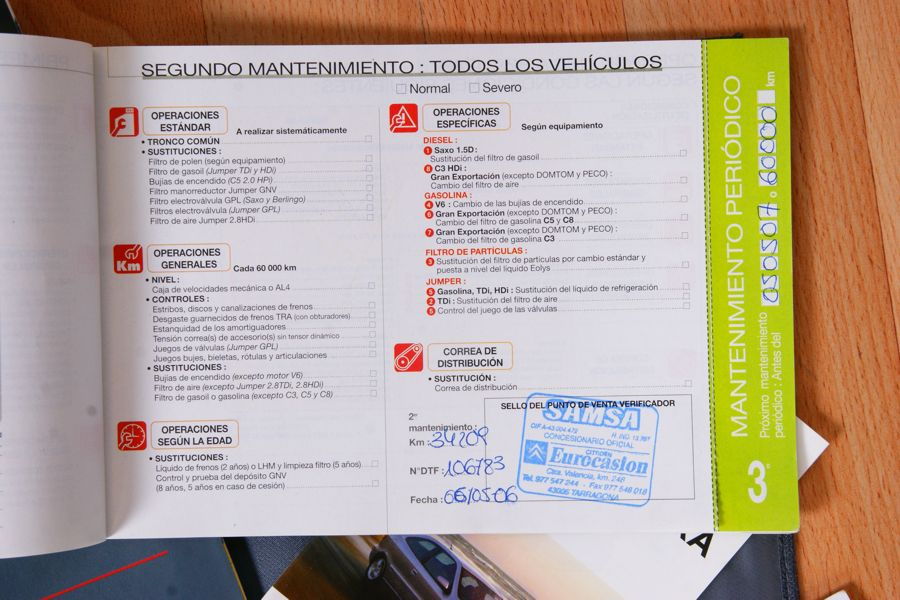 SEGUNDO MANTENIMIENTO : TODOS LOS VEHÍCULOS
Normal Severo
OPERACIONES
ESTÁNDAR
A realizar sistemáticamente
• TRONCO COMÚN
• SUSTITUCIONES :
Filtro de polen (según equipamiento)
Filtro de gasoil (Jumper TDi y HDi)
Bujías de encendido (C5 2.0 HPi)
Filtro manorreductor Jumper GNV
Filtro electroválvula GPL (Saxo y Berlingo)
Filtros electroválvula (Jumper GPL)
Filtro de aire Jumper 2.8HDi
Km
OPERACIONES
GENERALES
Cada 60 000 km
• NIVEL :
Caja de velocidades mecánica o AL4
• CONTROLES :
Estribos, discos y canalizaciones de frenos
Desgaste guarnecidos de frenos TRA (con obturadores)
Estanquidad de los amortiguadores
Tensión correa(s) de accesorio(s) sin tensor dinámico
Juegos de válvulas (Jumper GPL)
Juegos bujes, bieletas, rótulas y articulaciones
• SUSTITUCIONES :
Bujías de encendido (excepto motor V6)
Filtro de aire (excepto Jumper 2.8TDi, 2.8HDi)
Filtro de gasoil o gasolina (excepto C3, C5 y C8)
OPERACIONES
SEGÚN LA EDAD
• SUSTITUCIONES :
Líquido de frenos (2 años) o LHM y limpieza filtro (5 años)
Control y prueba del depósito GNV
(8 años, 5 años en caso de cesión)
OPERACIONES
ESPECÍFICAS
Según equipamiento
DIESEL :
1 Saxo 1.5D :
Sustitución del filtro de gasoil
8 C3 HDi :
Gran Exportación (excepto DOMTOM y PECO) :
Cambio del filtro de aire
GASOLINA :
4 V6 : Cambio de las bujías de encendido
6 Gran Exportación (excepto DOMTOM y PECO) :
Cambio del filtro de gasolina C5 y C8
7 Gran Exportación (excepto DOMTOM y PECO) :
Cambio del filtro de gasolina C3
FILTRO DE PARTÍCULAS :
3 Sustitución del filtro de partículas por cambio estándar y
puesta a nivel del líquido Eolys
JUMPER :
5 Gasolina, TDi, HDi : Sustitución del líquido de refrigeración
2 TDi : Sustitución del filtro de aire
5 Control del juego de las válvulas
CORREA DE
DISTRIBUCIÓN
• SUSTITUCIÓN :
Correa de distribución
2º
mantenimiento :
Km : 34209
N°DTF : 106783
Fecha : 05/05-06
SELLO DEL PUNTO DE VENTA VERIFICADOR
SAMSA
CONCESIONARIO OFICIAL
CITROËN
Eurocasion
Ctra. Valencia, km. 248
Tel. 977 547 244 - Fax 977 546 018
43006 TARRAGONA
3
MANTENIMIENTO PERIÓDICO
Próximo mantenimiento
periódico : Antes del 050507 o 60000 km